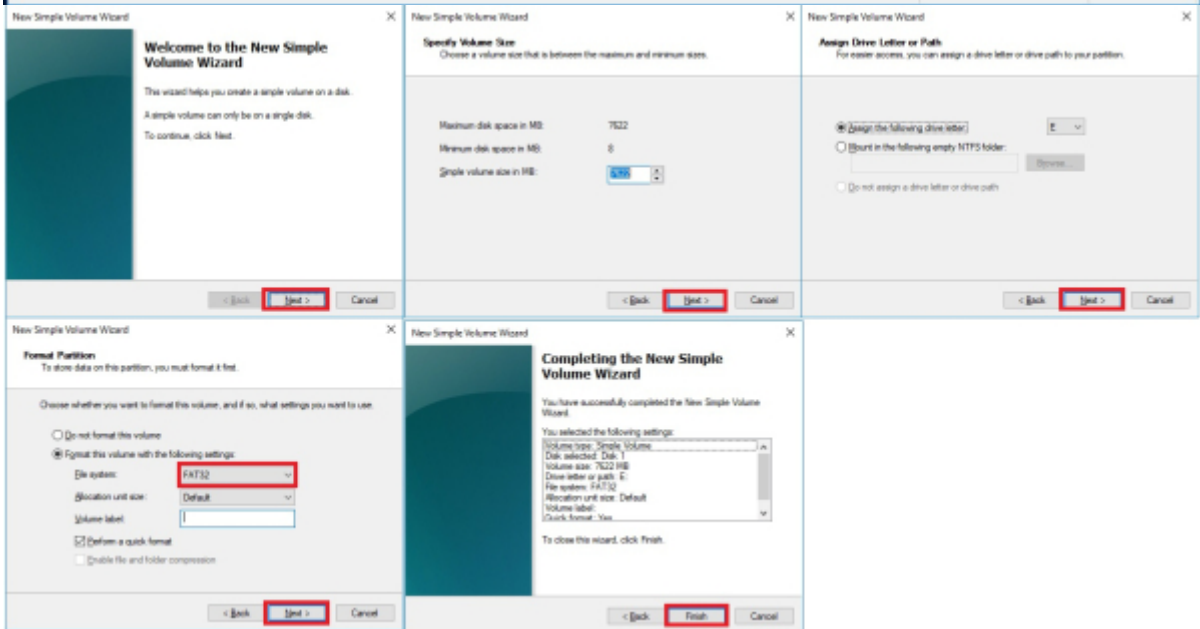 New Simple Volume Wizard
Welcome to the New Simple
Volume Wizard
This wizard helps you create a simple volume on a disk.
A simple volume can only be on a single disk.
To continue, click Next.
< Back
Next >
Cancel
New Simple Volume Wizard
Specify Volume Size
Choose a volume size that is between the maximum and minimum sizes.
Maximum disk space in MB:
7622
Minimum disk space in MB:
8
Simple volume size in MB:
7622
< Back
Next >
Cancel
New Simple Volume Wizard
Assign Drive Letter or Path
For easier access, you can assign a drive letter or drive path to your partition.
Assign the following drive letter:
E
Mount in the following empty NTFS folder:
Browse...
Do not assign a drive letter or drive path
< Back
Next >
Cancel
New Simple Volume Wizard
Format Partition
To store data on this partition, you must format it first.
Choose whether you want to format this volume, and if so, what settings you want to use.
Do not format this volume
Format this volume with the following settings:
File system:
FAT32
Allocation unit size:
Default
Volume label:
Perform a quick format
Enable file and folder compression
< Back
Next >
Cancel
New Simple Volume Wizard
Completing the New Simple
Volume Wizard
You have successfully completed the New Simple Volume
Wizard.
You selected the following settings:
Volume type: Simple Volume
Disk selected: Disk 1
Volume size: 7622 MB
Drive letter or path: E:
File system: FAT32
Allocation unit size: Default
Volume label:
Quick format: Yes
To close this wizard, click Finish.
< Back
Finish
Cancel